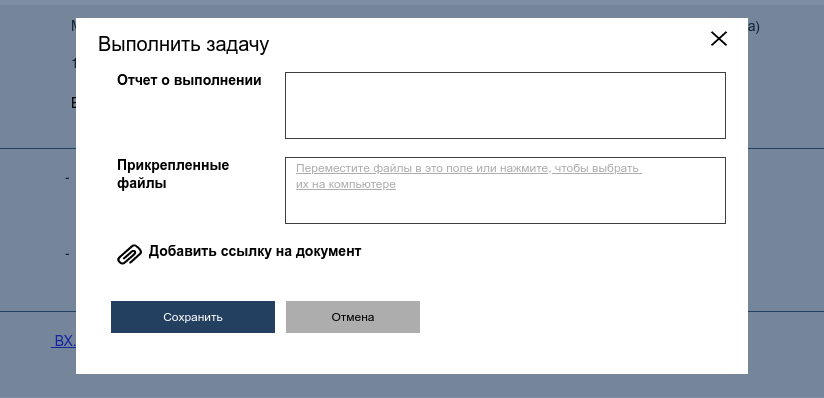 а)
Выполнить задачу
Отчет о выполнении
Прикрепленные
файлы
Переместите файлы в это поле или нажмите, чтобы выбрать
их на компьютере
-
-
Добавить ссылку на документ
Сохранить
Отмена
ВХ.